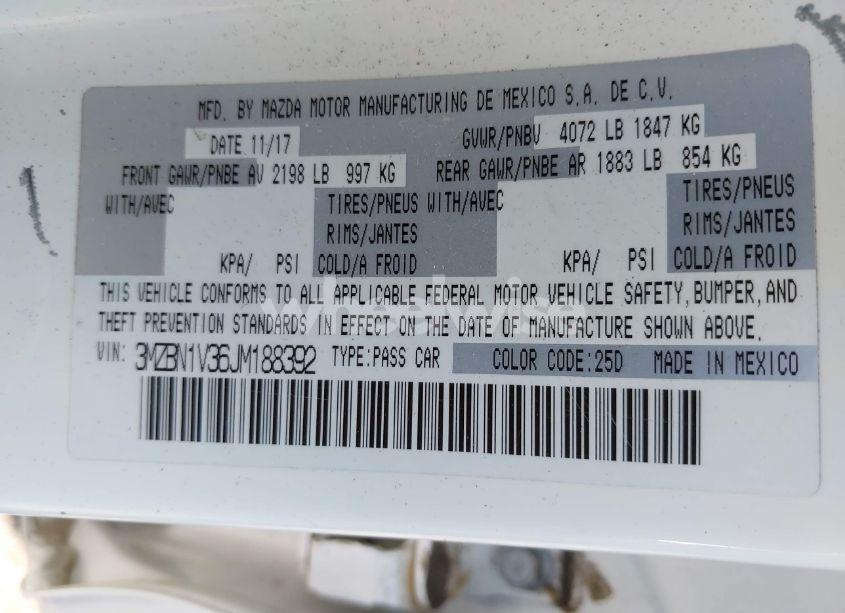 MFD. BY MAZDA MOTOR MANUFACTURING DE MEXICO S.A. DE C.V.
DATE 11/17 GVWR/PNBV 4072 LB 1847 KG
FRONT GAWR/PNBE AV 2198 LB 997 KG REAR GAWR/PNBE AR 1883 LB 854 KG
WITH/AVEC TIRES/PNEUS WITH/AVEC TIRES/PNEUS
RIMS/JANTES RIMS/JANTES
KPA/ PSI COLD/A FROID KPA/ PSI COLD/A FROID
THIS VEHICLE CONFORMS TO ALL APPLICABLE FEDERAL MOTOR VEHICLE SAFETY, BUMPER, AND
THEFT PREVENTION STANDARDS IN EFFECT ON THE DATE OF MANUFACTURE SHOWN ABOVE.
VIN: 3MZBN1V36JM188392 TYPE:PASS CAR COLOR CODE:25D MADE IN MEXICO
wheelwise